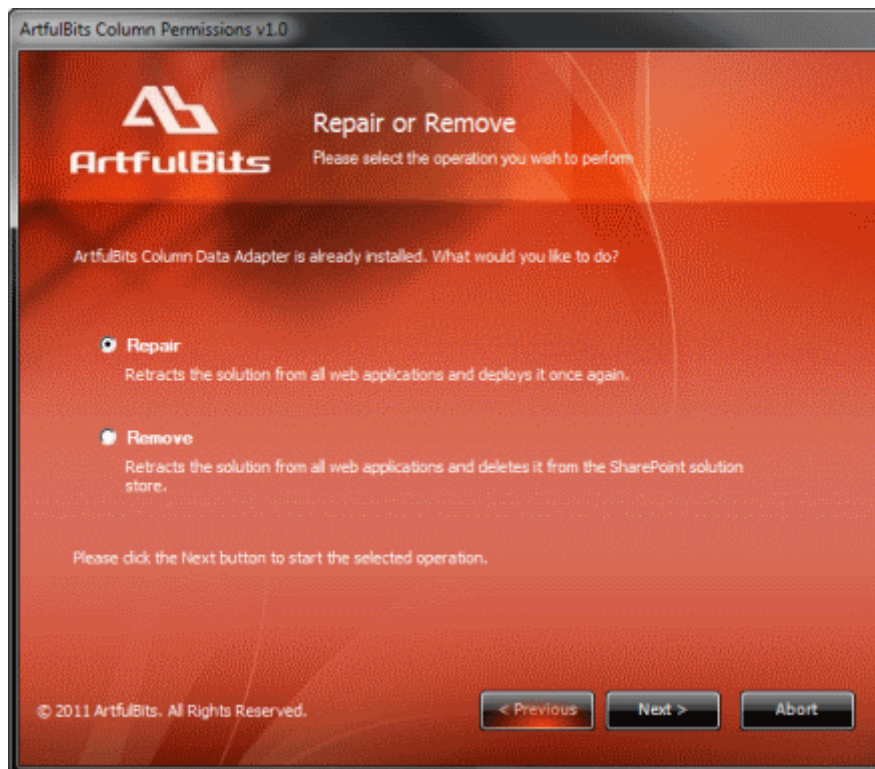 ArtfulBits Column Permissions v1.0
ArtfulBits
Repair or Remove
Please select the operation you wish to perform
ArtfulBits Column Data Adapter is already installed. What would you like to do?
Repair
Retracts the solution from all web applications and deploys it once again.
Remove
Retracts the solution from all web applications and deletes it from the SharePoint solution
store.
Please click the Next button to start the selected operation.
© 2011 ArtfulBits. All Rights Reserved.
< Previous
Next >
Abort